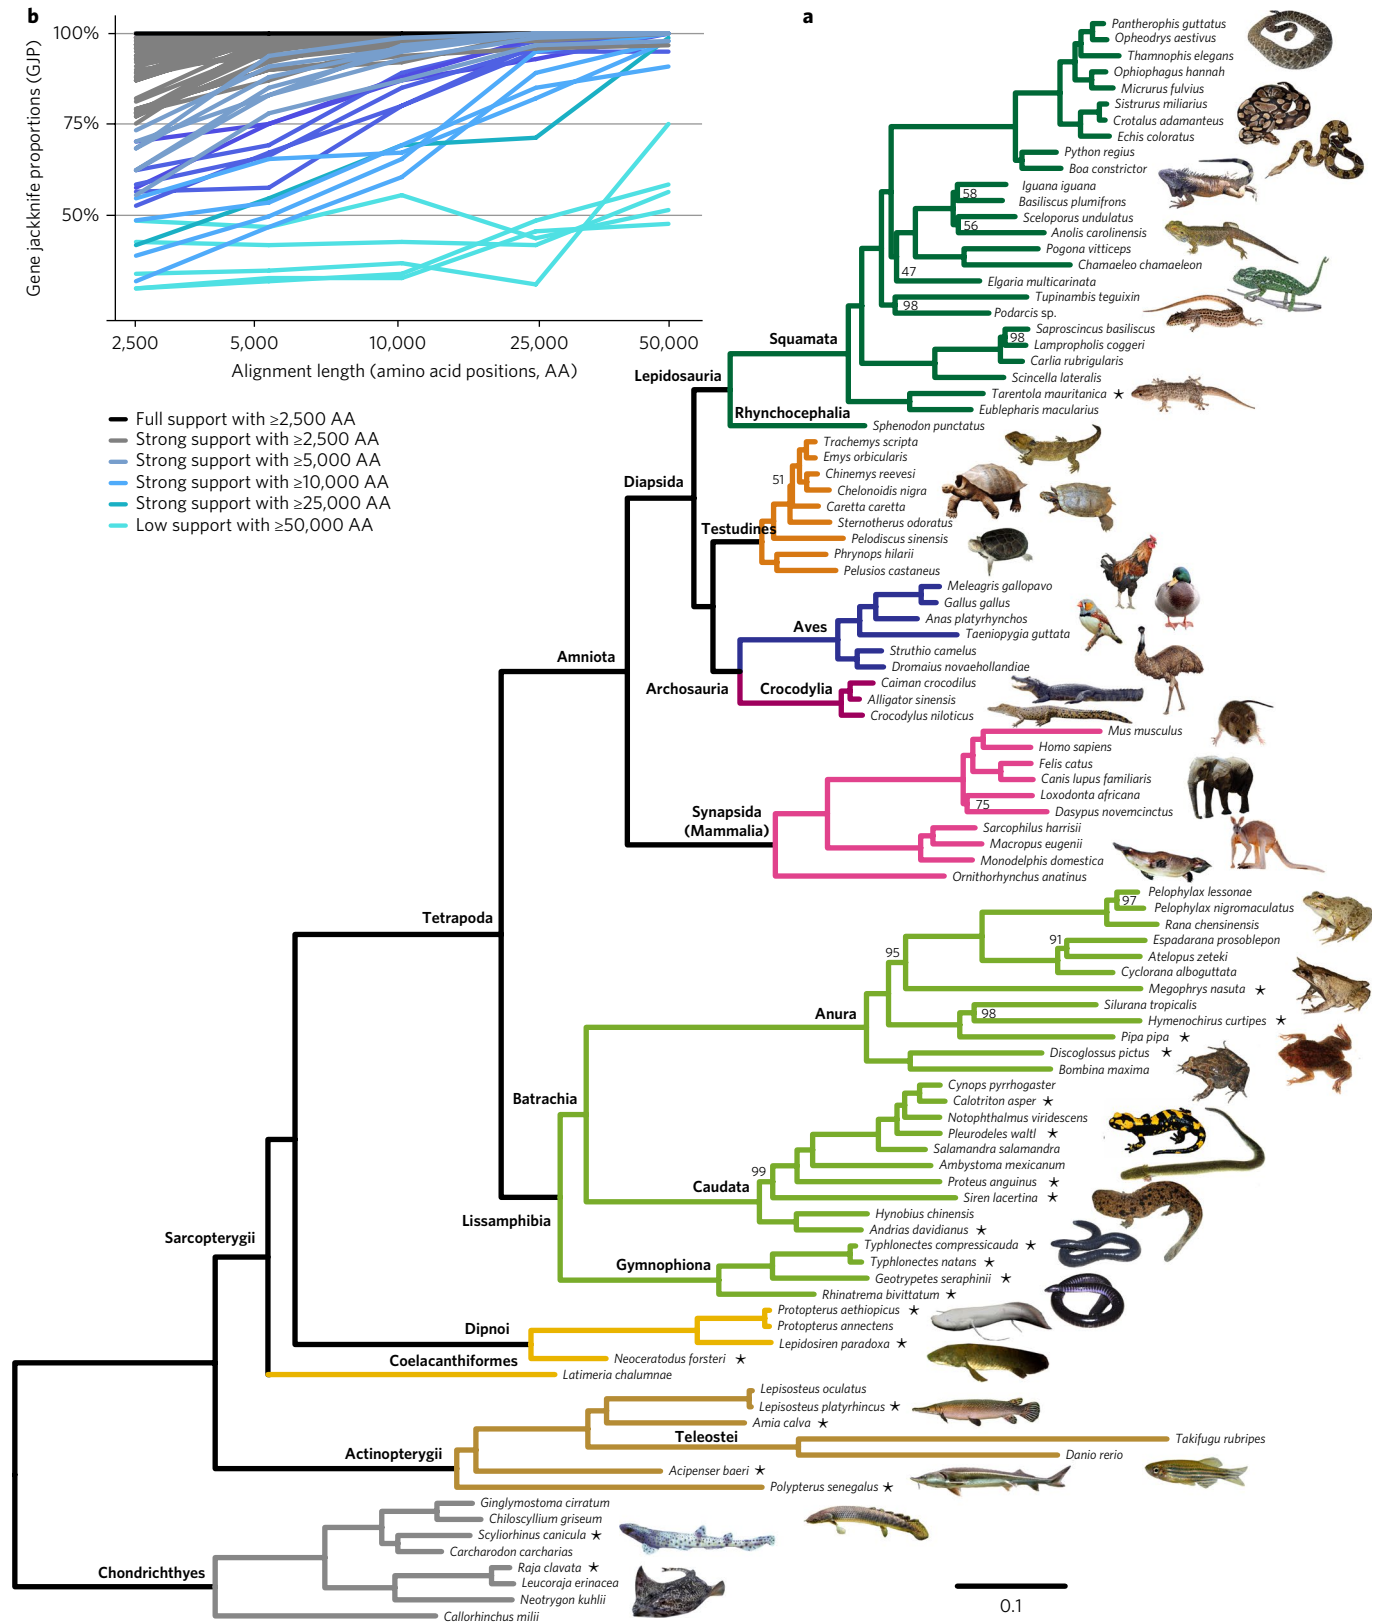 b
Gene jackknife proportions (GJP)
100%
75%
50%
2,500
5,000
10,000
25,000
50,000
Alignment length (amino acid positions, AA)
Full support with ≥2,500 AA
Strong support with ≥2,500 AA
Strong support with ≥5,000 AA
Strong support with ≥10,000 AA
Strong support with ≥25,000 AA
Low support with ≥50,000 AA
a
Pantherophis guttatus
Opheodrys aestivus
Thamnophis elegans
Ophiophagus hannah
Micrurus fulvius
Sistrurus miliarius
Crotalus adamanteus
Echis coloratus
Python regius
Boa constrictor
Iguana iguana
58
Basiliscus plumifrons
Sceloporus undulatus
56
Anolis carolinensis
Pogona vitticeps
Chamaeleo chamaeleon
47
Elgaria multicarinata
Tupinambis teguixin
98
Podarcis sp.
Saproscincus basiliscus
98
Lampropholis coggeri
Carlia rubrigularis
Scincella lateralis
Squamata
Lepidosauria
Tarentola mauritanica ★
Eublepharis macularius
Rhynchocephalia
Sphenodon punctatus
Trachemys scripta
Emys orbicularis
Chinemys reevesi
51
Chelonoidis nigra
Diapsida
Caretta caretta
Sternotherus odoratus
Testudines
Pelodiscus sinensis
Phrynops hilarii
Pelusios castaneus
Meleagris gallopavo
Gallus gallus
Anas platyrhynchos
Aves
Taeniopygia guttata
Struthio camelus
Amniota
Dromaius novaehollandiae
Archosauria
Crocodylia
Caiman crocodilus
Alligator sinensis
Crocodylus niloticus
Mus musculus
Homo sapiens
Felis catus
Canis lupus familiaris
Loxodonta africana
75
Dasypus novemcinctus
Synapsida
(Mammalia)
Sarcophilus harrisii
Macropus eugenii
Monodelphis domestica
Ornithorhynchus anatinus
Tetrapoda
Pelophylax lessonae
97
Pelophylax nigromaculatus
Rana chensinensis
91
Espadarana prosoblepon
95
Atelopus zeteki
Cyclorana alboguttata
Megophrys nasuta ★
Silurana tropicalis
Anura
98
Hymenochirus curtipes ★
Pipa pipa ★
Discoglossus pictus ★
Bombina maxima
Batrachia
Cynops pyrrhogaster
Calotriton asper ★
Notophthalmus viridescens
Pleurodeles waltl ★
Salamandra salamandra
Ambystoma mexicanum
99
Proteus anguinus ★
Caudata
Siren lacertina ★
Hynobius chinensis
Andrias davidianus ★
Lissamphibia
Typhlonectes compressicauda ★
Typhlonectes natans ★
Gymnophiona
Geotrypetes seraphinii ★
Rhinatrema bivittatum ★
Sarcopterygii
Protopterus aethiopicus ★
Protopterus annectens
Dipnoi
Lepidosiren paradoxa ★
Neoceratodus forsteri ★
Coelacanthiformes
Latimeria chalumnae
Lepisosteus oculatus
Lepisosteus platyrhincus ★
Amia calva ★
Teleostei
Takifugu rubripes
Danio rerio
Actinopterygii
Acipenser baeri ★
Polypterus senegalus ★
Ginglymostoma cirratum
Chiloscyllium griseum
Scyliorhinus canicula ★
Carcharodon carcharias
Chondrichthyes
Raja clavata ★
Leucoraja erinacea
Neotrygon kuhlii
Callorhinchus milii
0.1